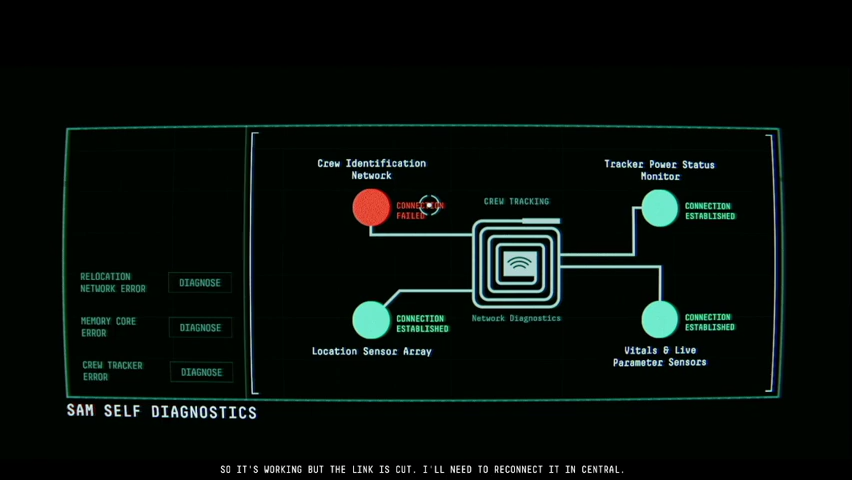 Crew Identification
Network
CONNECTION
FAILED
CREW TRACKING
Tracker Power Status
Monitor
CONNECTION
ESTABLISHED
RELOCATION
NETWORK ERROR
DIAGNOSE
MEMORY CORE
ERROR
DIAGNOSE
CREW TRACKER
ERROR
DIAGNOSE
CONNECTION
ESTABLISHED
Location Sensor Array
Network Diagnostics
CONNECTION
ESTABLISHED
Vitals & Live
Parameter Sensors
SAM SELF DIAGNOSTICS
SO IT'S WORKING BUT THE LINK IS CUT. I'LL NEED TO RECONNECT IT IN CENTRAL.